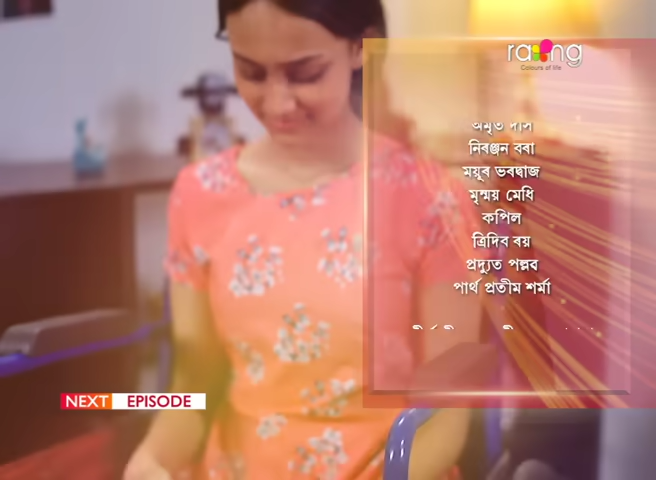 rang
Colours of life
অমৃত দাস
নিৰঞ্জন বৰা
ময়ূৰ ভৰদ্বাজ
মৃন্ময় মেধি
কপিল
ত্ৰিদিব ৰয়
প্ৰদ্যুত পল্লৱ
পাৰ্থ প্ৰতীম শৰ্মা
NEXT EPISODE